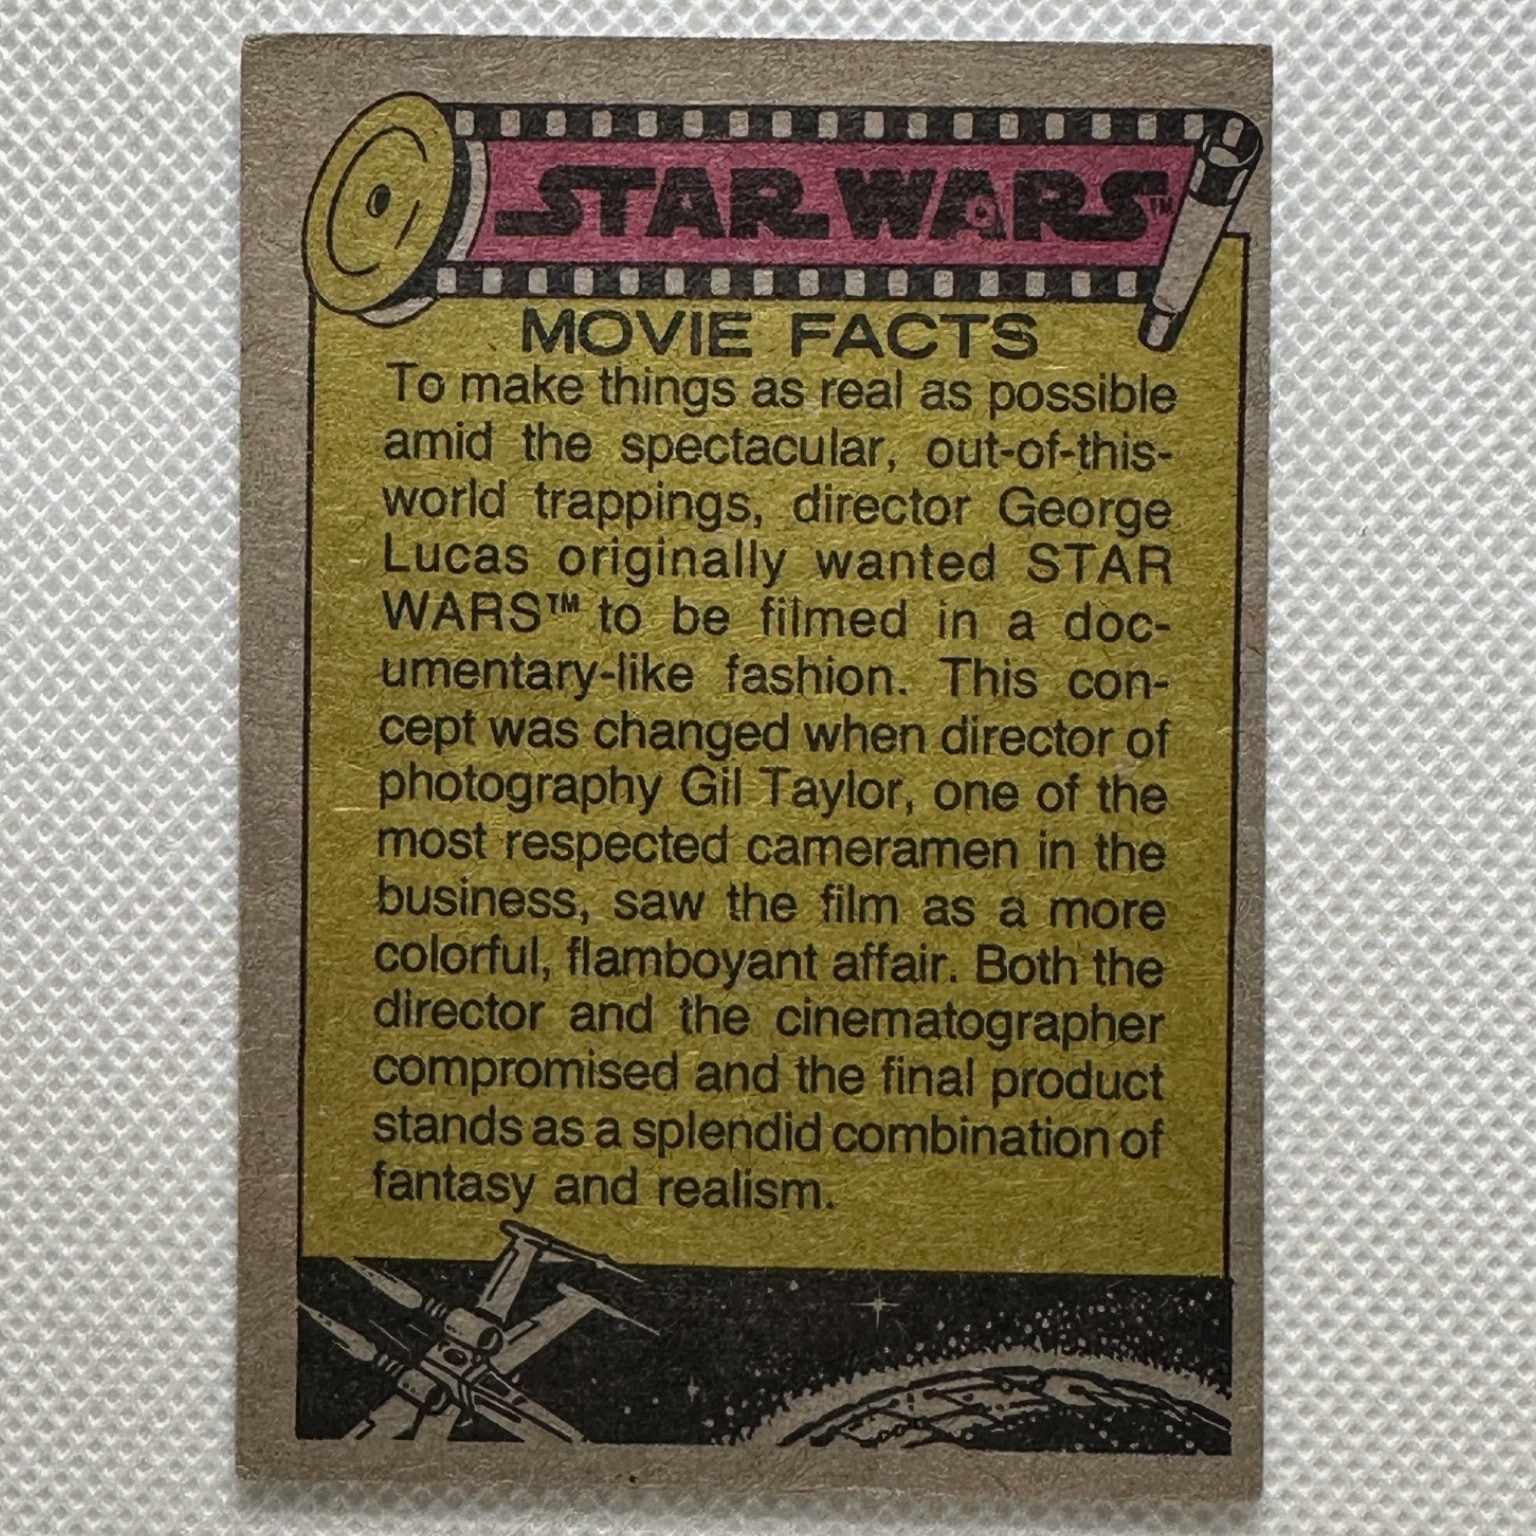 STAR WARS™
MOVIE FACTS
To make things as real as possible
amid the spectacular, out-of-this-
world trappings, director George
Lucas originally wanted STAR
WARS™ to be filmed in a doc-
umentary-like fashion. This con-
cept was changed when director of
photography Gil Taylor, one of the
most respected cameramen in the
business, saw the film as a more
colorful, flamboyant affair. Both the
director and the cinematographer
compromised and the final product
stands as a splendid combination of
fantasy and realism.